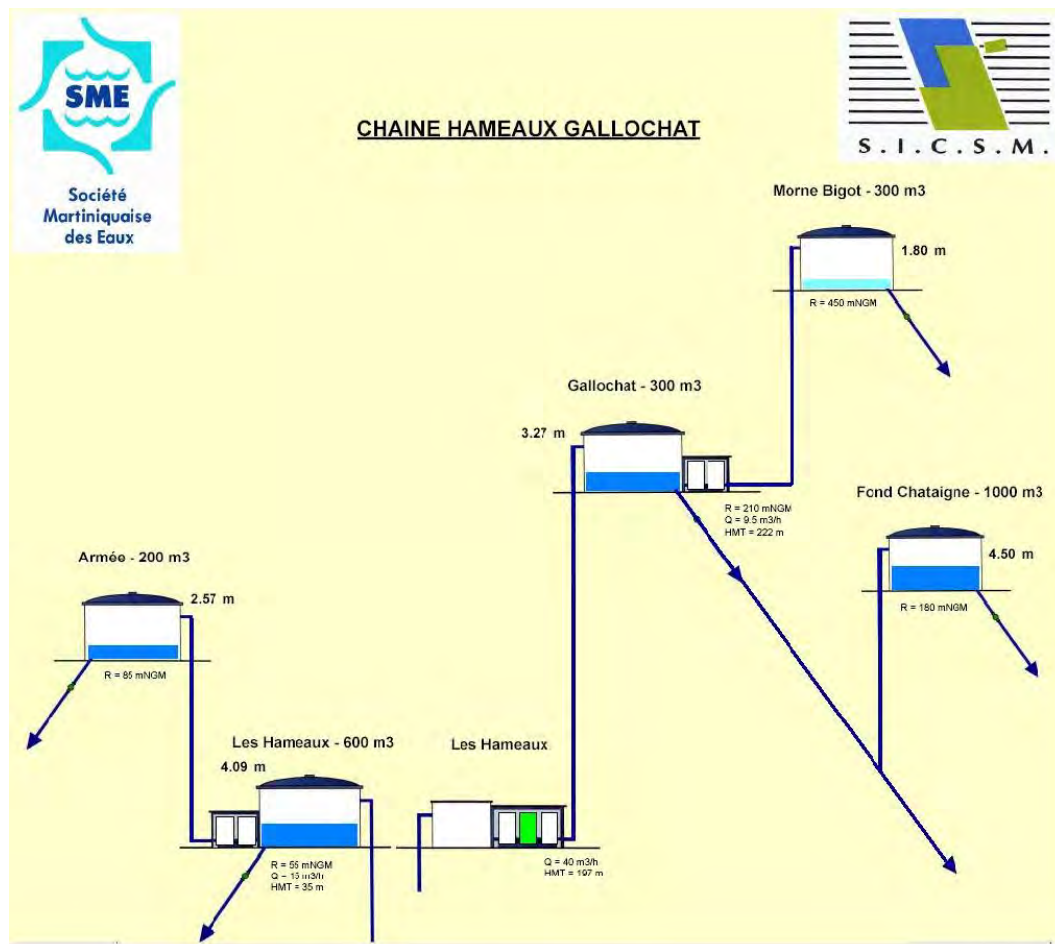 SME
Société
Martiniquaise
des Eaux
CHAINE HAMEAUX GALLOCHAT
S.I.C.S.M.
Morne Bigot - 300 m3
1.80 m
R = 450 mNGM
Gallochat - 300 m3
3.27 m
R = 210 mNGM
Q = 9.5 m3/h
HMT = 222 m
Fond Chataigne - 1000 m3
4.50 m
R = 180 mNGM
Armée - 200 m3
2.57 m
R = 85 mNGM
Les Hameaux - 600 m3
4.09 m
R = 55 mNGM
Q = 15 m3/h
HMT = 35 m
Les Hameaux
Q = 40 m3/h
HMT = 197 m